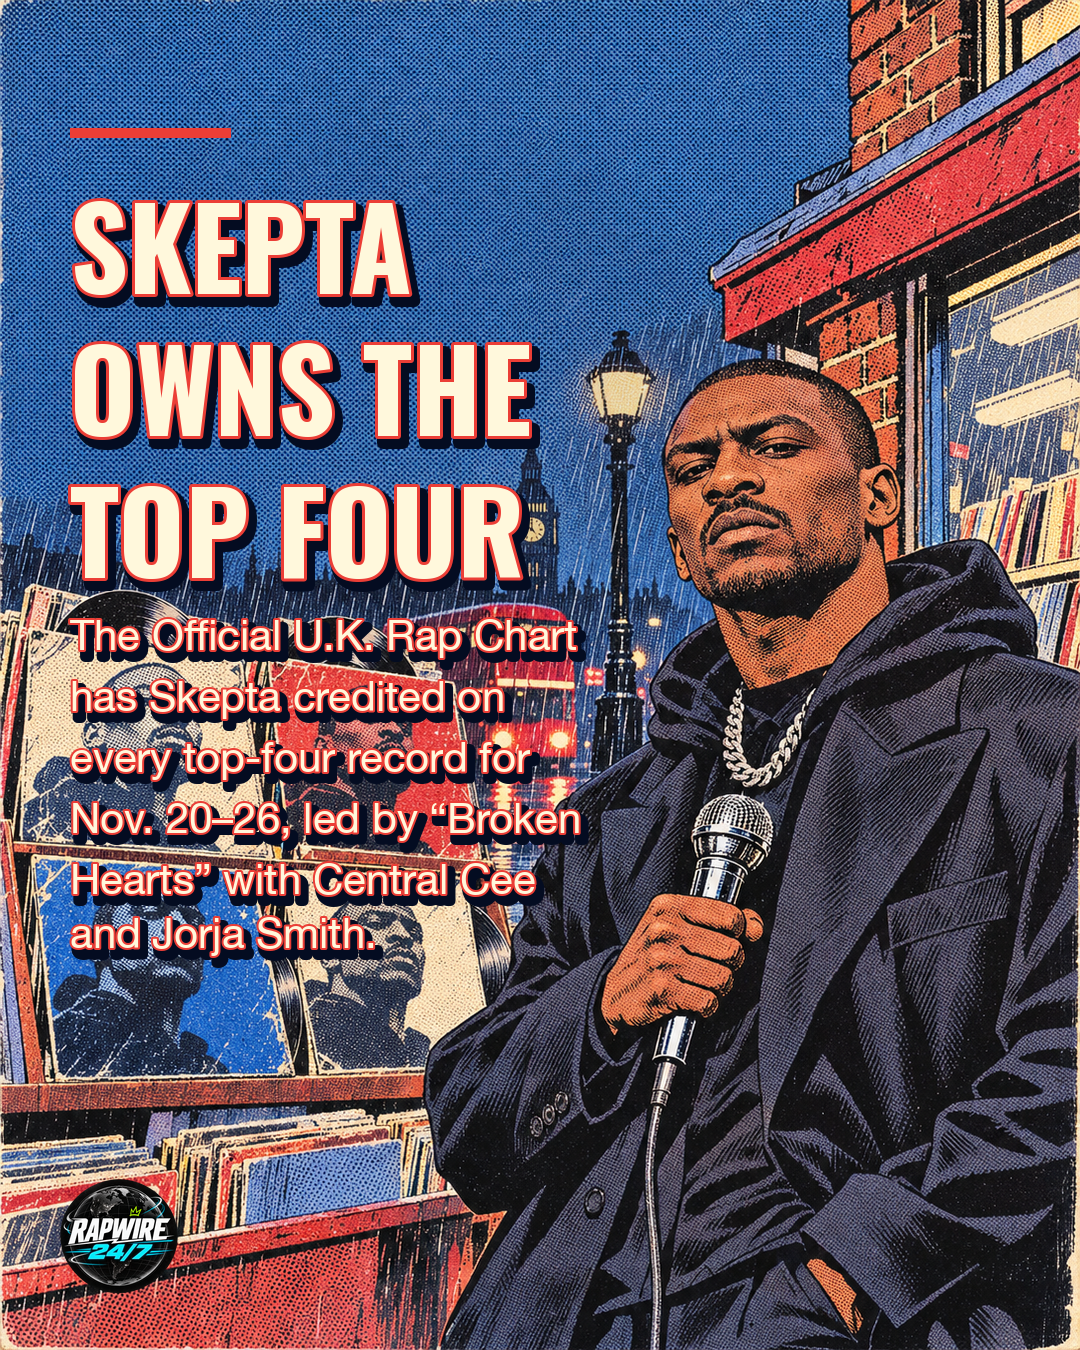 SKEPTA
OWNS THE
TOP FOUR
The Official U.K. Rap Chart
has Skepta credited on
every top-four record for
Nov. 20–26, led by “Broken
Hearts” with Central Cee
and Jorja Smith.
RAPWIRE
24/7